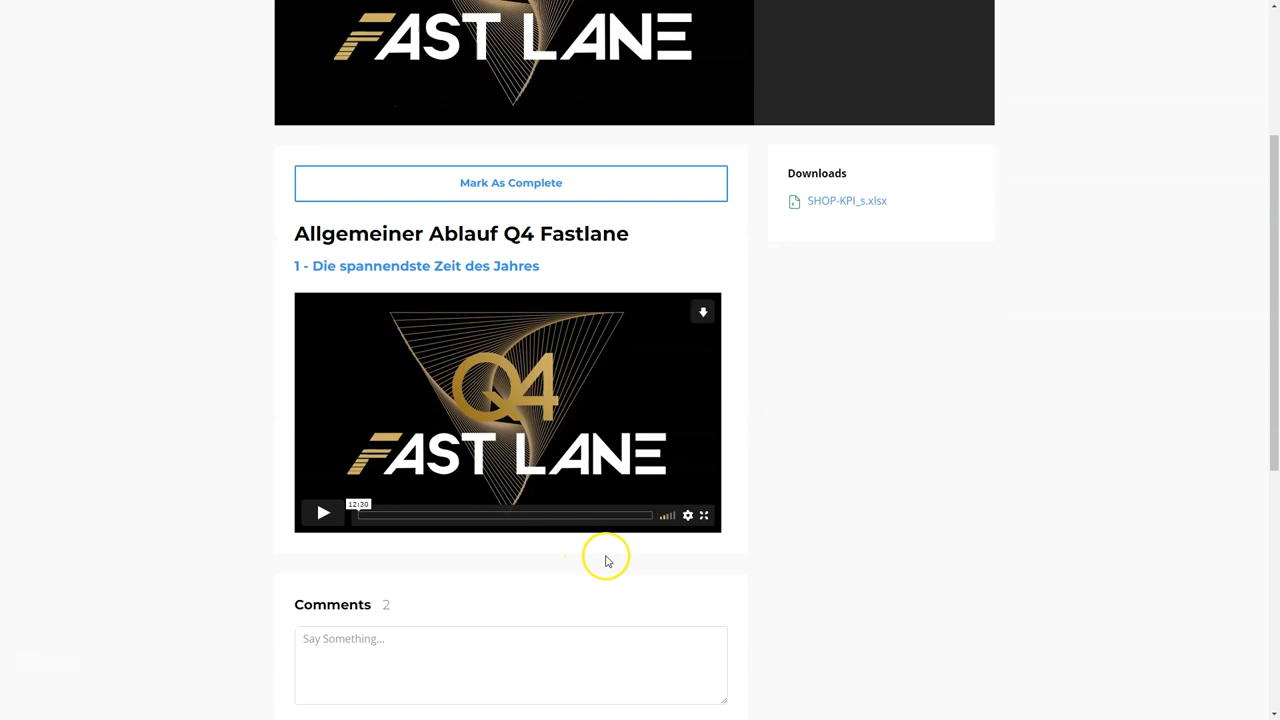 FAST LANE
Mark As Complete
Downloads
SHOP-KPI_s.xlsx
Allgemeiner Ablauf Q4 Fastlane
1 - Die spannendste Zeit des Jahres
Q4
FAST LANE
12:30
Comments 2
Say Something...